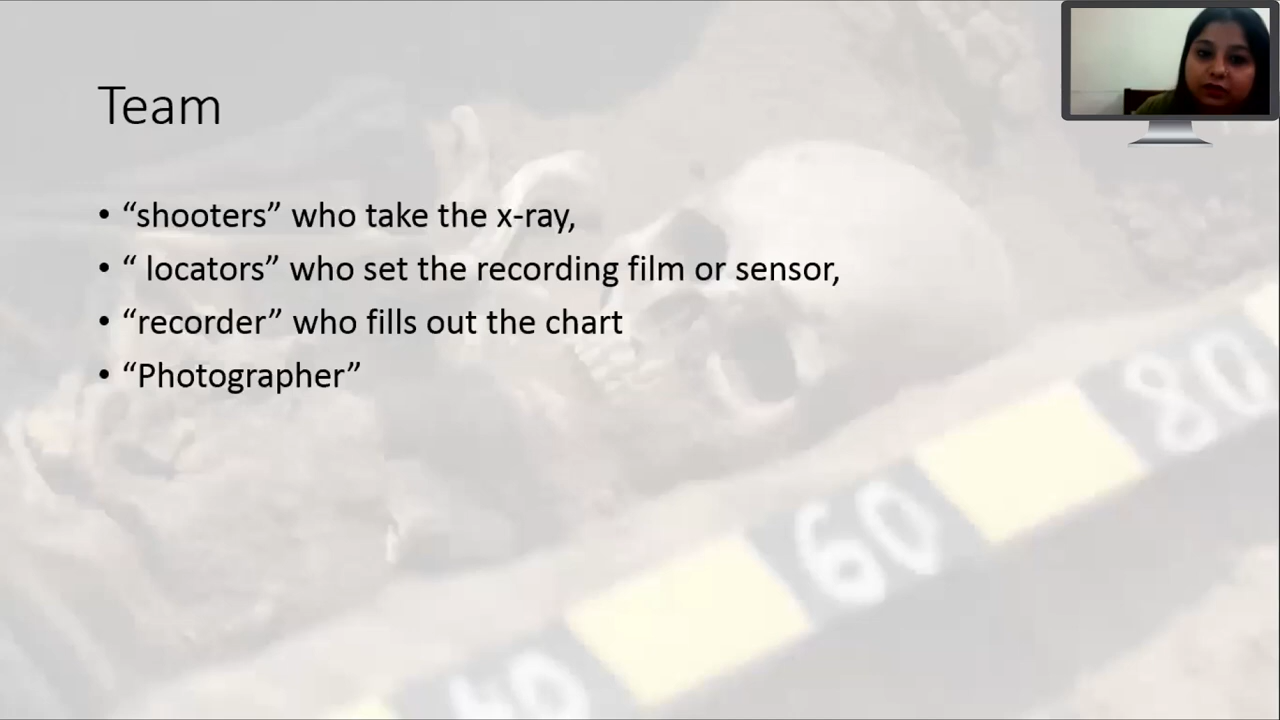 Team
• “shooters” who take the x-ray,
• “ locators” who set the recording film or sensor,
• “recorder” who fills out the chart
• “Photographer”
80
60
40